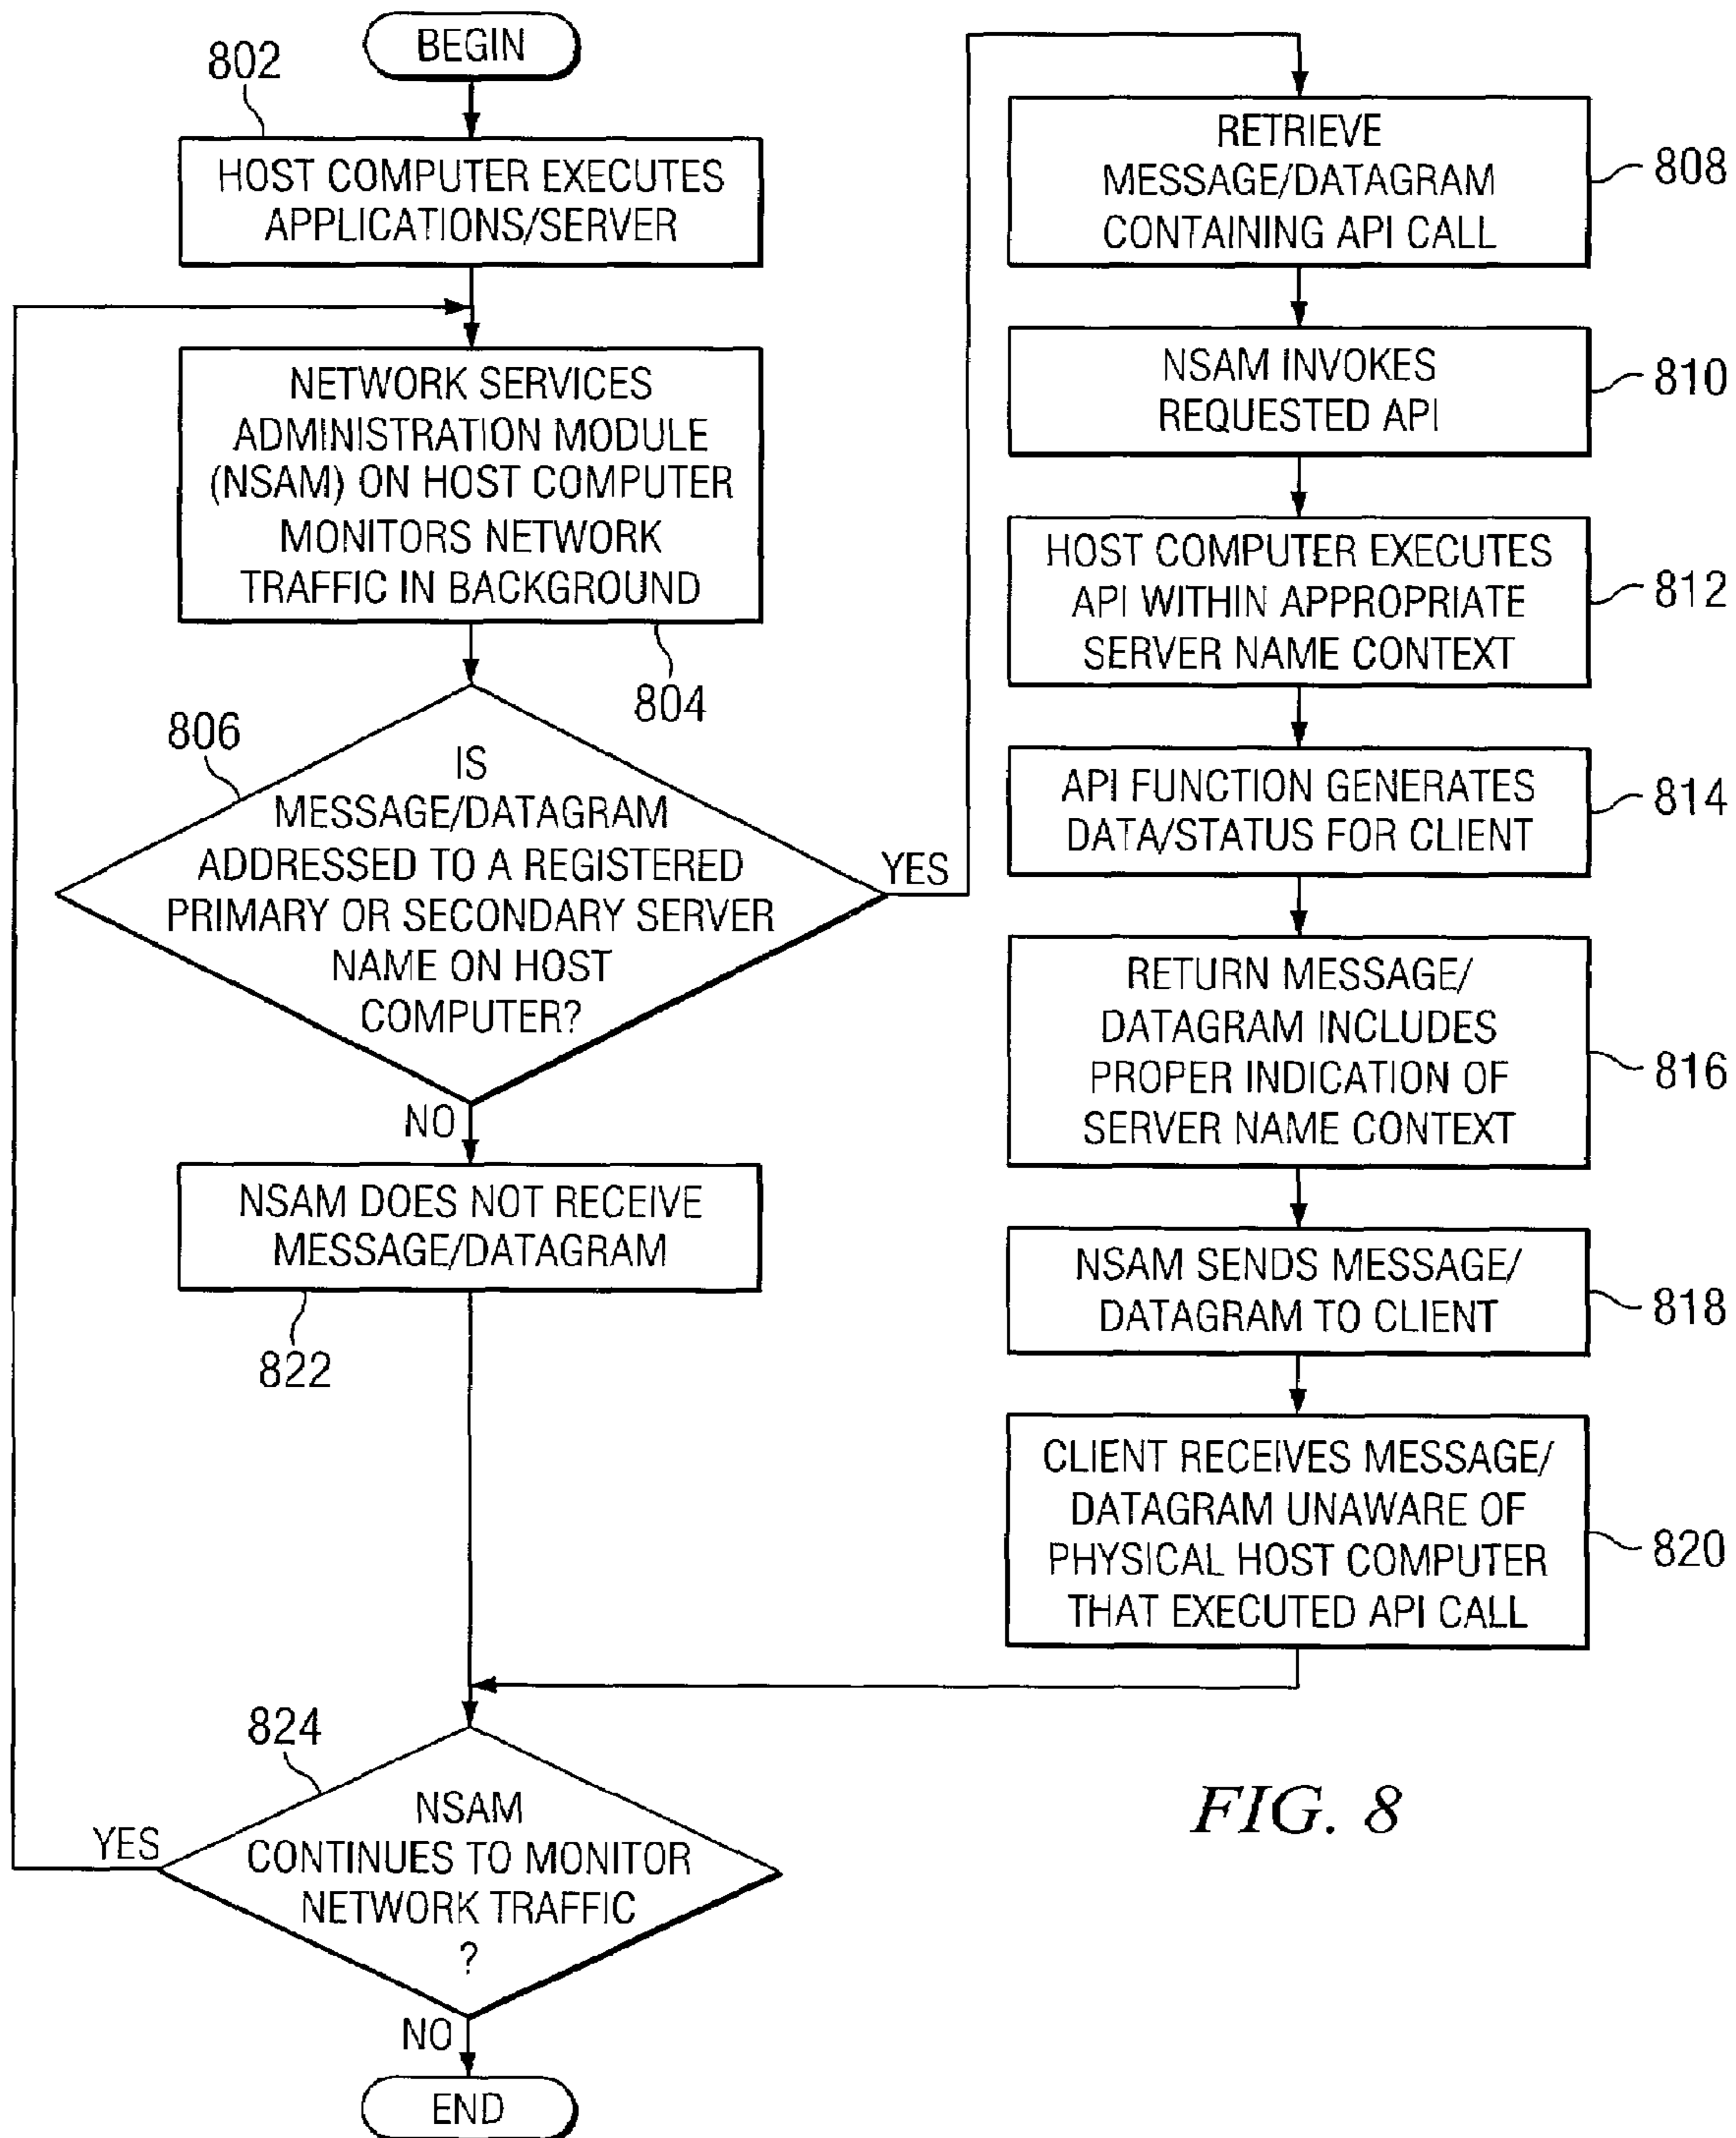 BEGIN
802
HOST COMPUTER EXECUTES
APPLICATIONS/SERVER
NETWORK SERVICES
ADMINISTRATION MODULE
(NSAM) ON HOST COMPUTER
MONITORS NETWORK
TRAFFIC IN BACKGROUND
804
806
IS
MESSAGE/DATAGRAM
ADDRESSED TO A REGISTERED
PRIMARY OR SECONDARY SERVER
NAME ON HOST
COMPUTER?
YES
NO
NSAM DOES NOT RECEIVE
MESSAGE/DATAGRAM
822
RETRIEVE
MESSAGE/DATAGRAM
CONTAINING API CALL
808
NSAM INVOKES
REQUESTED API
810
HOST COMPUTER EXECUTES
API WITHIN APPROPRIATE
SERVER NAME CONTEXT
812
API FUNCTION GENERATES
DATA/STATUS FOR CLIENT
814
RETURN MESSAGE/
DATAGRAM INCLUDES
PROPER INDICATION OF
SERVER NAME CONTEXT
816
NSAM SENDS MESSAGE/
DATAGRAM TO CLIENT
818
CLIENT RECEIVES MESSAGE/
DATAGRAM UNAWARE OF
PHYSICAL HOST COMPUTER
THAT EXECUTED API CALL
820
824
NSAM
CONTINUES TO MONITOR
NETWORK TRAFFIC
?
YES
NO
END
FIG. 8